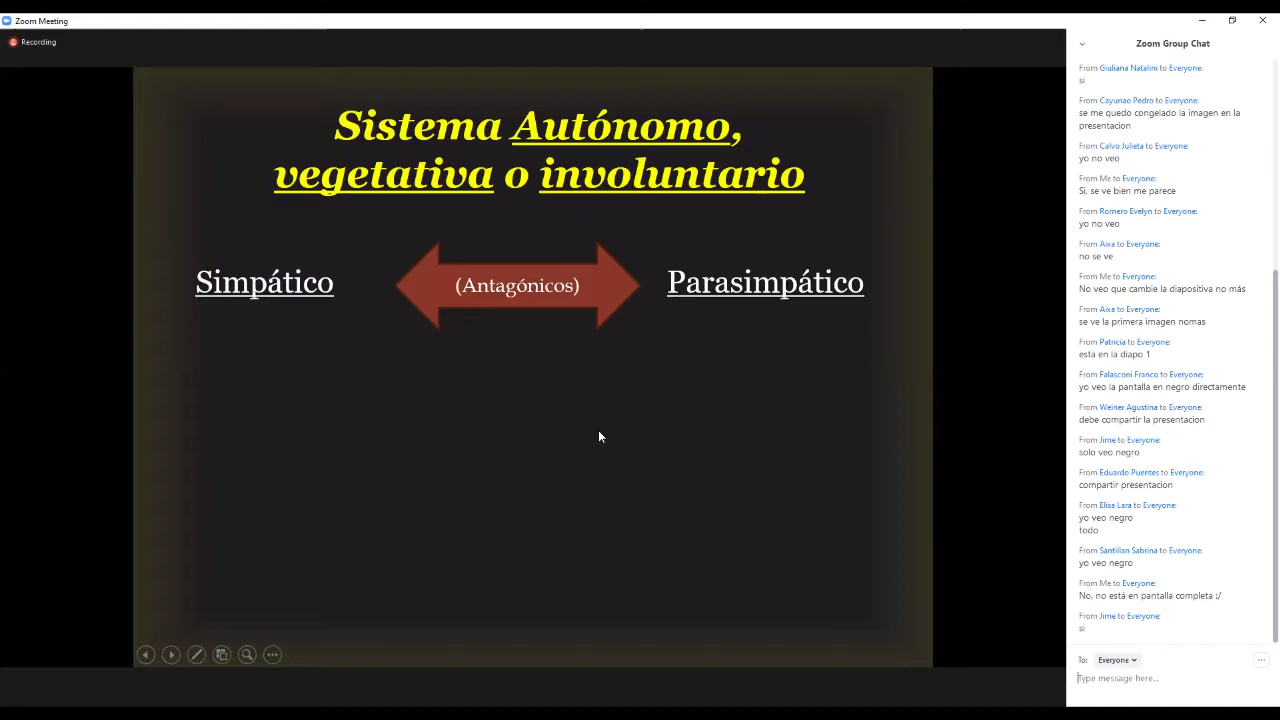 Zoom Meeting
Recording
Sistema Autónomo,
vegetativa o involuntario
Simpático
(Antagónicos)
Parasimpático
Zoom Group Chat
From Giuliana Natalini to Everyone:
si
From Cayunao Pedro to Everyone:
se me quedo congelado la imagen en la
presentacion
From Calvo Julieta to Everyone:
yo no veo
From Me to Everyone:
Si, se ve bien me parece
From Romero Evelyn to Everyone:
yo no veo
From Aixa to Everyone:
no se ve
From Me to Everyone:
No veo que cambie la diapositiva no más
From Aixa to Everyone:
se ve la primera imagen nomas
From Patricia to Everyone:
esta en la diapo 1
From Falasconi Franco to Everyone:
yo veo la pantalla en negro directamente
From Weiner Agustina to Everyone:
debe compartir la presentacion
From Jime to Everyone:
solo veo negro
From Eduardo Puentes to Everyone:
compartir presentacion
From Elisa Lara to Everyone:
yo veo negro
todo
From Santillan Sabrina to Everyone:
yo veo negro
From Me to Everyone:
No, no está en pantalla completa :/
From Jime to Everyone:
si
To: Everyone
Type message here...